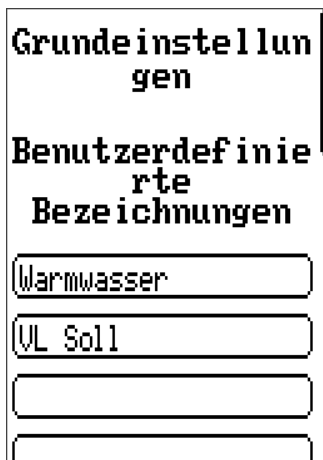 Grundeinstellun
gen
Benutzerdefinie
rte
Bezeichnungen
Warmwasser
VL Soll